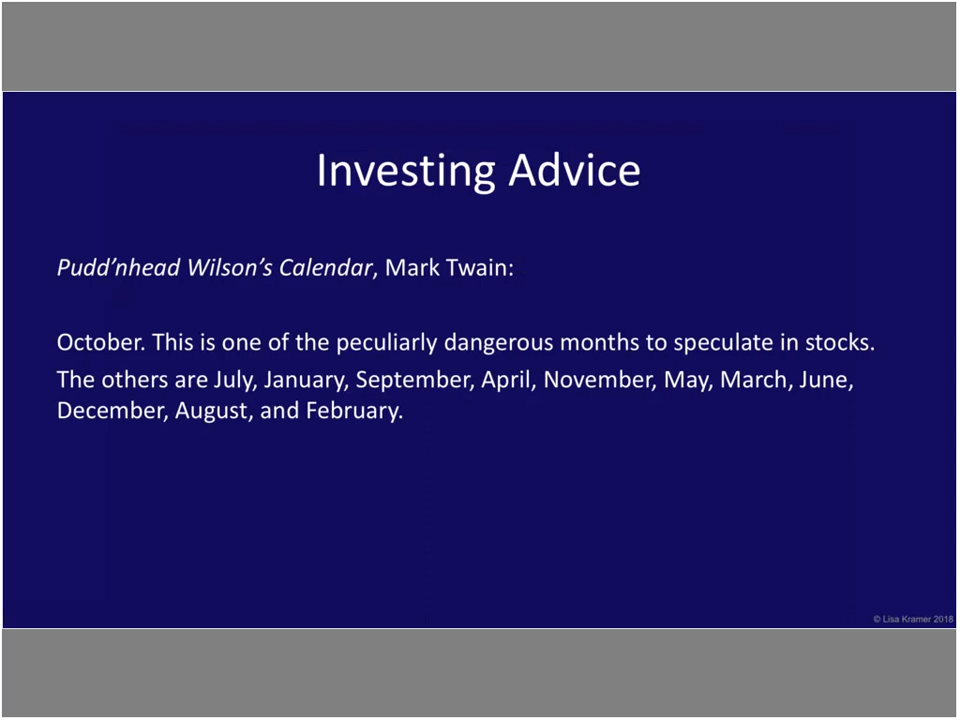 Investing Advice
Pudd’nhead Wilson’s Calendar, Mark Twain:
October. This is one of the peculiarly dangerous months to speculate in stocks.
The others are July, January, September, April, November, May, March, June,
December, August, and February.
© Lisa Kramer 2018